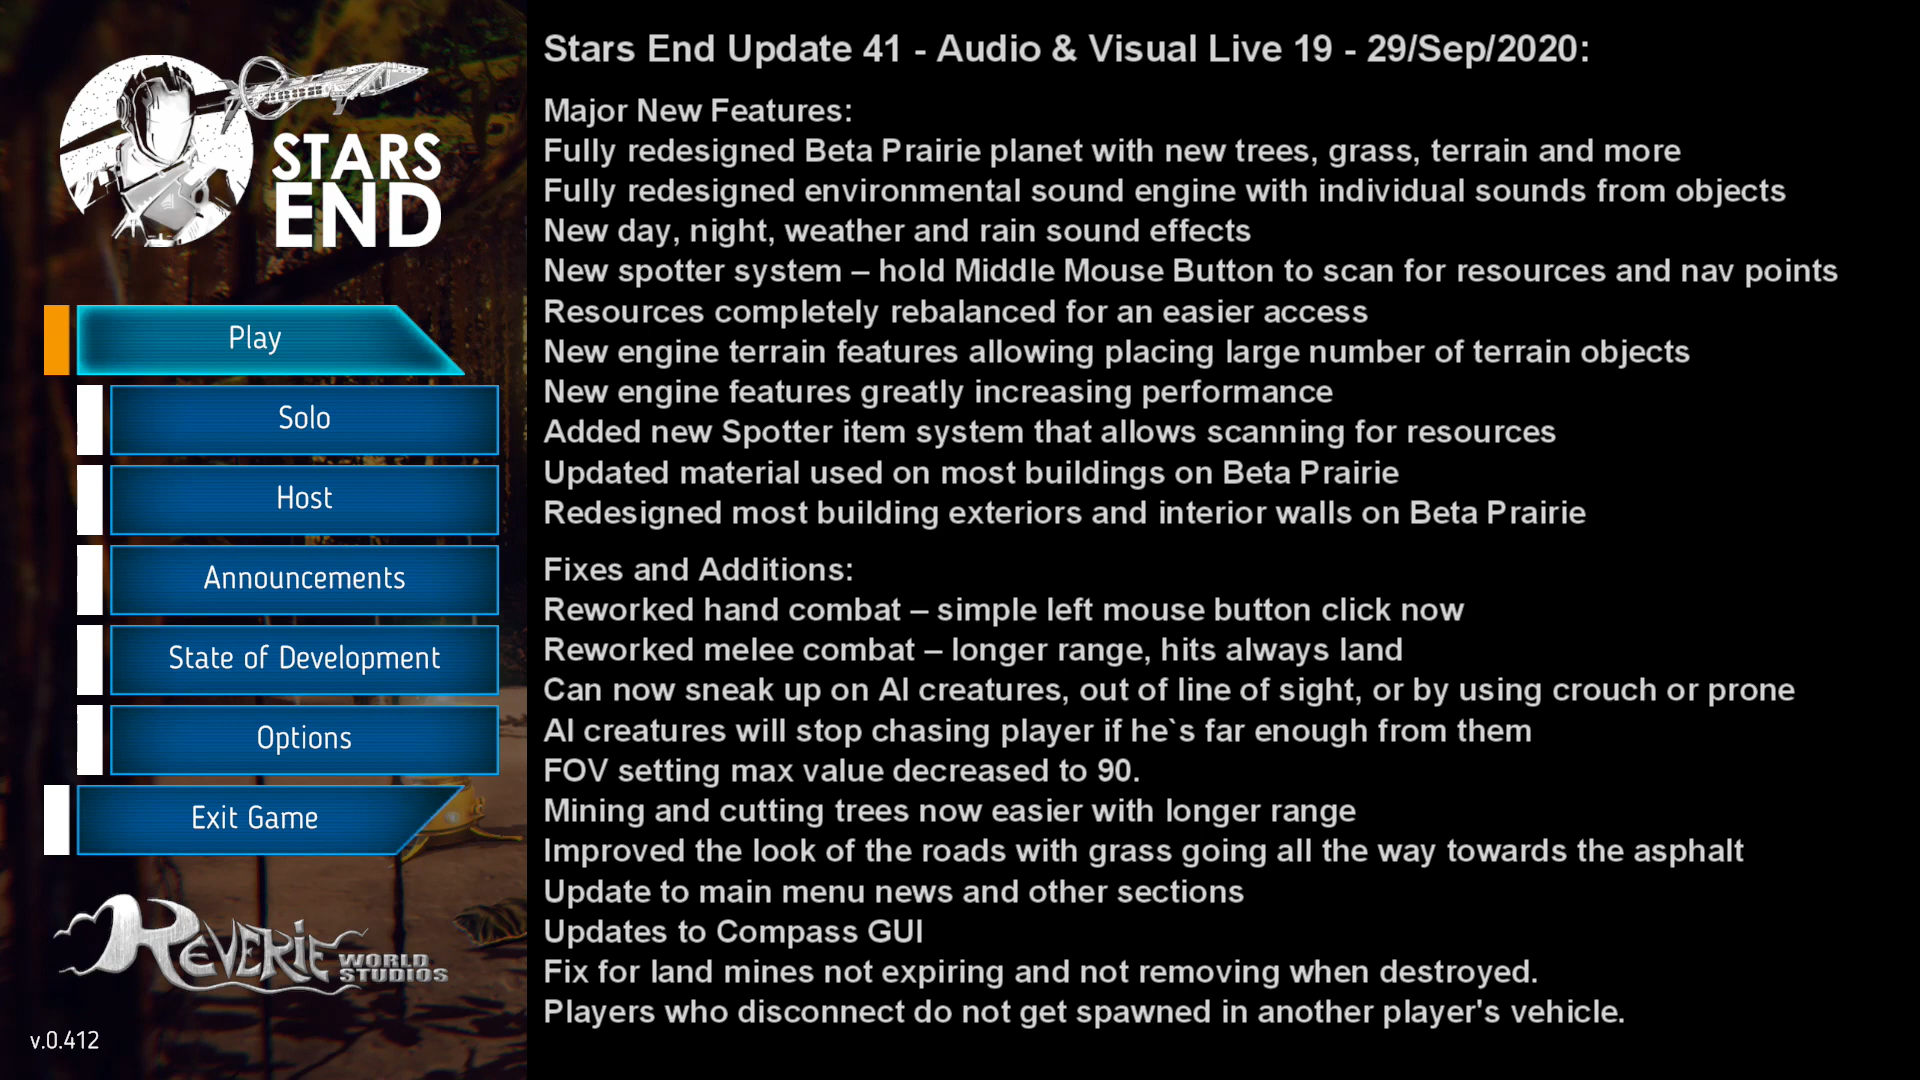 STARS
END
Play
Solo
Host
Announcements
State of Development
Options
Exit Game
REVERIE WORLD
STUDIOS
v.0.412
Stars End Update 41 - Audio & Visual Live 19 - 29/Sep/2020:
Major New Features:
Fully redesigned Beta Prairie planet with new trees, grass, terrain and more
Fully redesigned environmental sound engine with individual sounds from objects
New day, night, weather and rain sound effects
New spotter system – hold Middle Mouse Button to scan for resources and nav points
Resources completely rebalanced for an easier access
New engine terrain features allowing placing large number of terrain objects
New engine features greatly increasing performance
Added new Spotter item system that allows scanning for resources
Updated material used on most buildings on Beta Prairie
Redesigned most building exteriors and interior walls on Beta Prairie
Fixes and Additions:
Reworked hand combat – simple left mouse button click now
Reworked melee combat – longer range, hits always land
Can now sneak up on AI creatures, out of line of sight, or by using crouch or prone
AI creatures will stop chasing player if he`s far enough from them
FOV setting max value decreased to 90.
Mining and cutting trees now easier with longer range
Improved the look of the roads with grass going all the way towards the asphalt
Update to main menu news and other sections
Updates to Compass GUI
Fix for land mines not expiring and not removing when destroyed.
Players who disconnect do not get spawned in another player's vehicle.